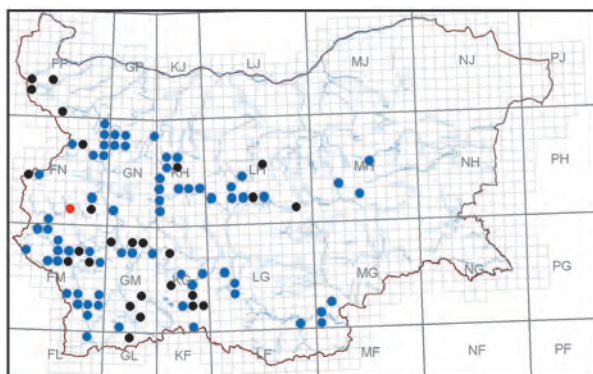 FP GP KJ LJ MJ NJ PJ
FN GN KH LH MH NH PH
FM GM KG LG MG NG PG
FL GL KF LF MF NF PF